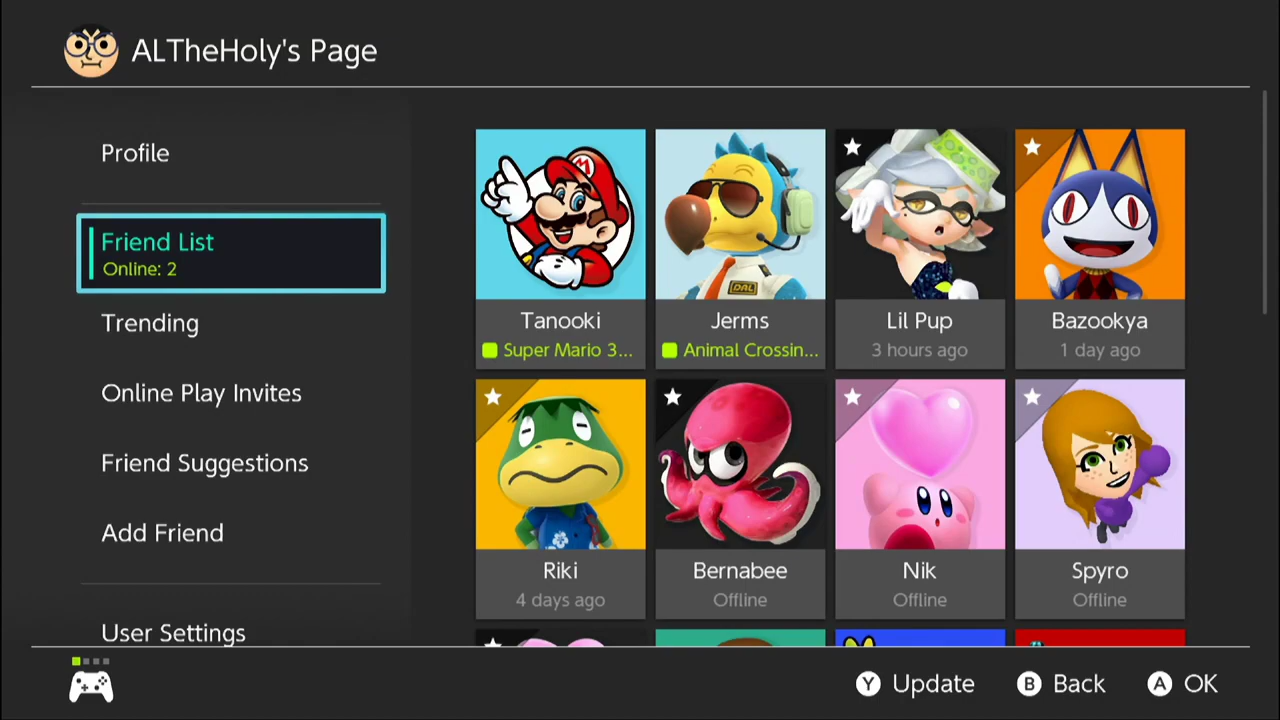 ALTheHoly's Page
Profile
Friend List
Online: 2
Trending
Online Play Invites
Friend Suggestions
Add Friend
User Settings
M
DAL
Tanooki
Super Mario 3...
Jerms
Animal Crossin...
Lil Pup
3 hours ago
Bazookya
1 day ago
Riki
4 days ago
Bernabee
Offline
Nik
Offline
Spyro
Offline
Y Update
B Back
A OK